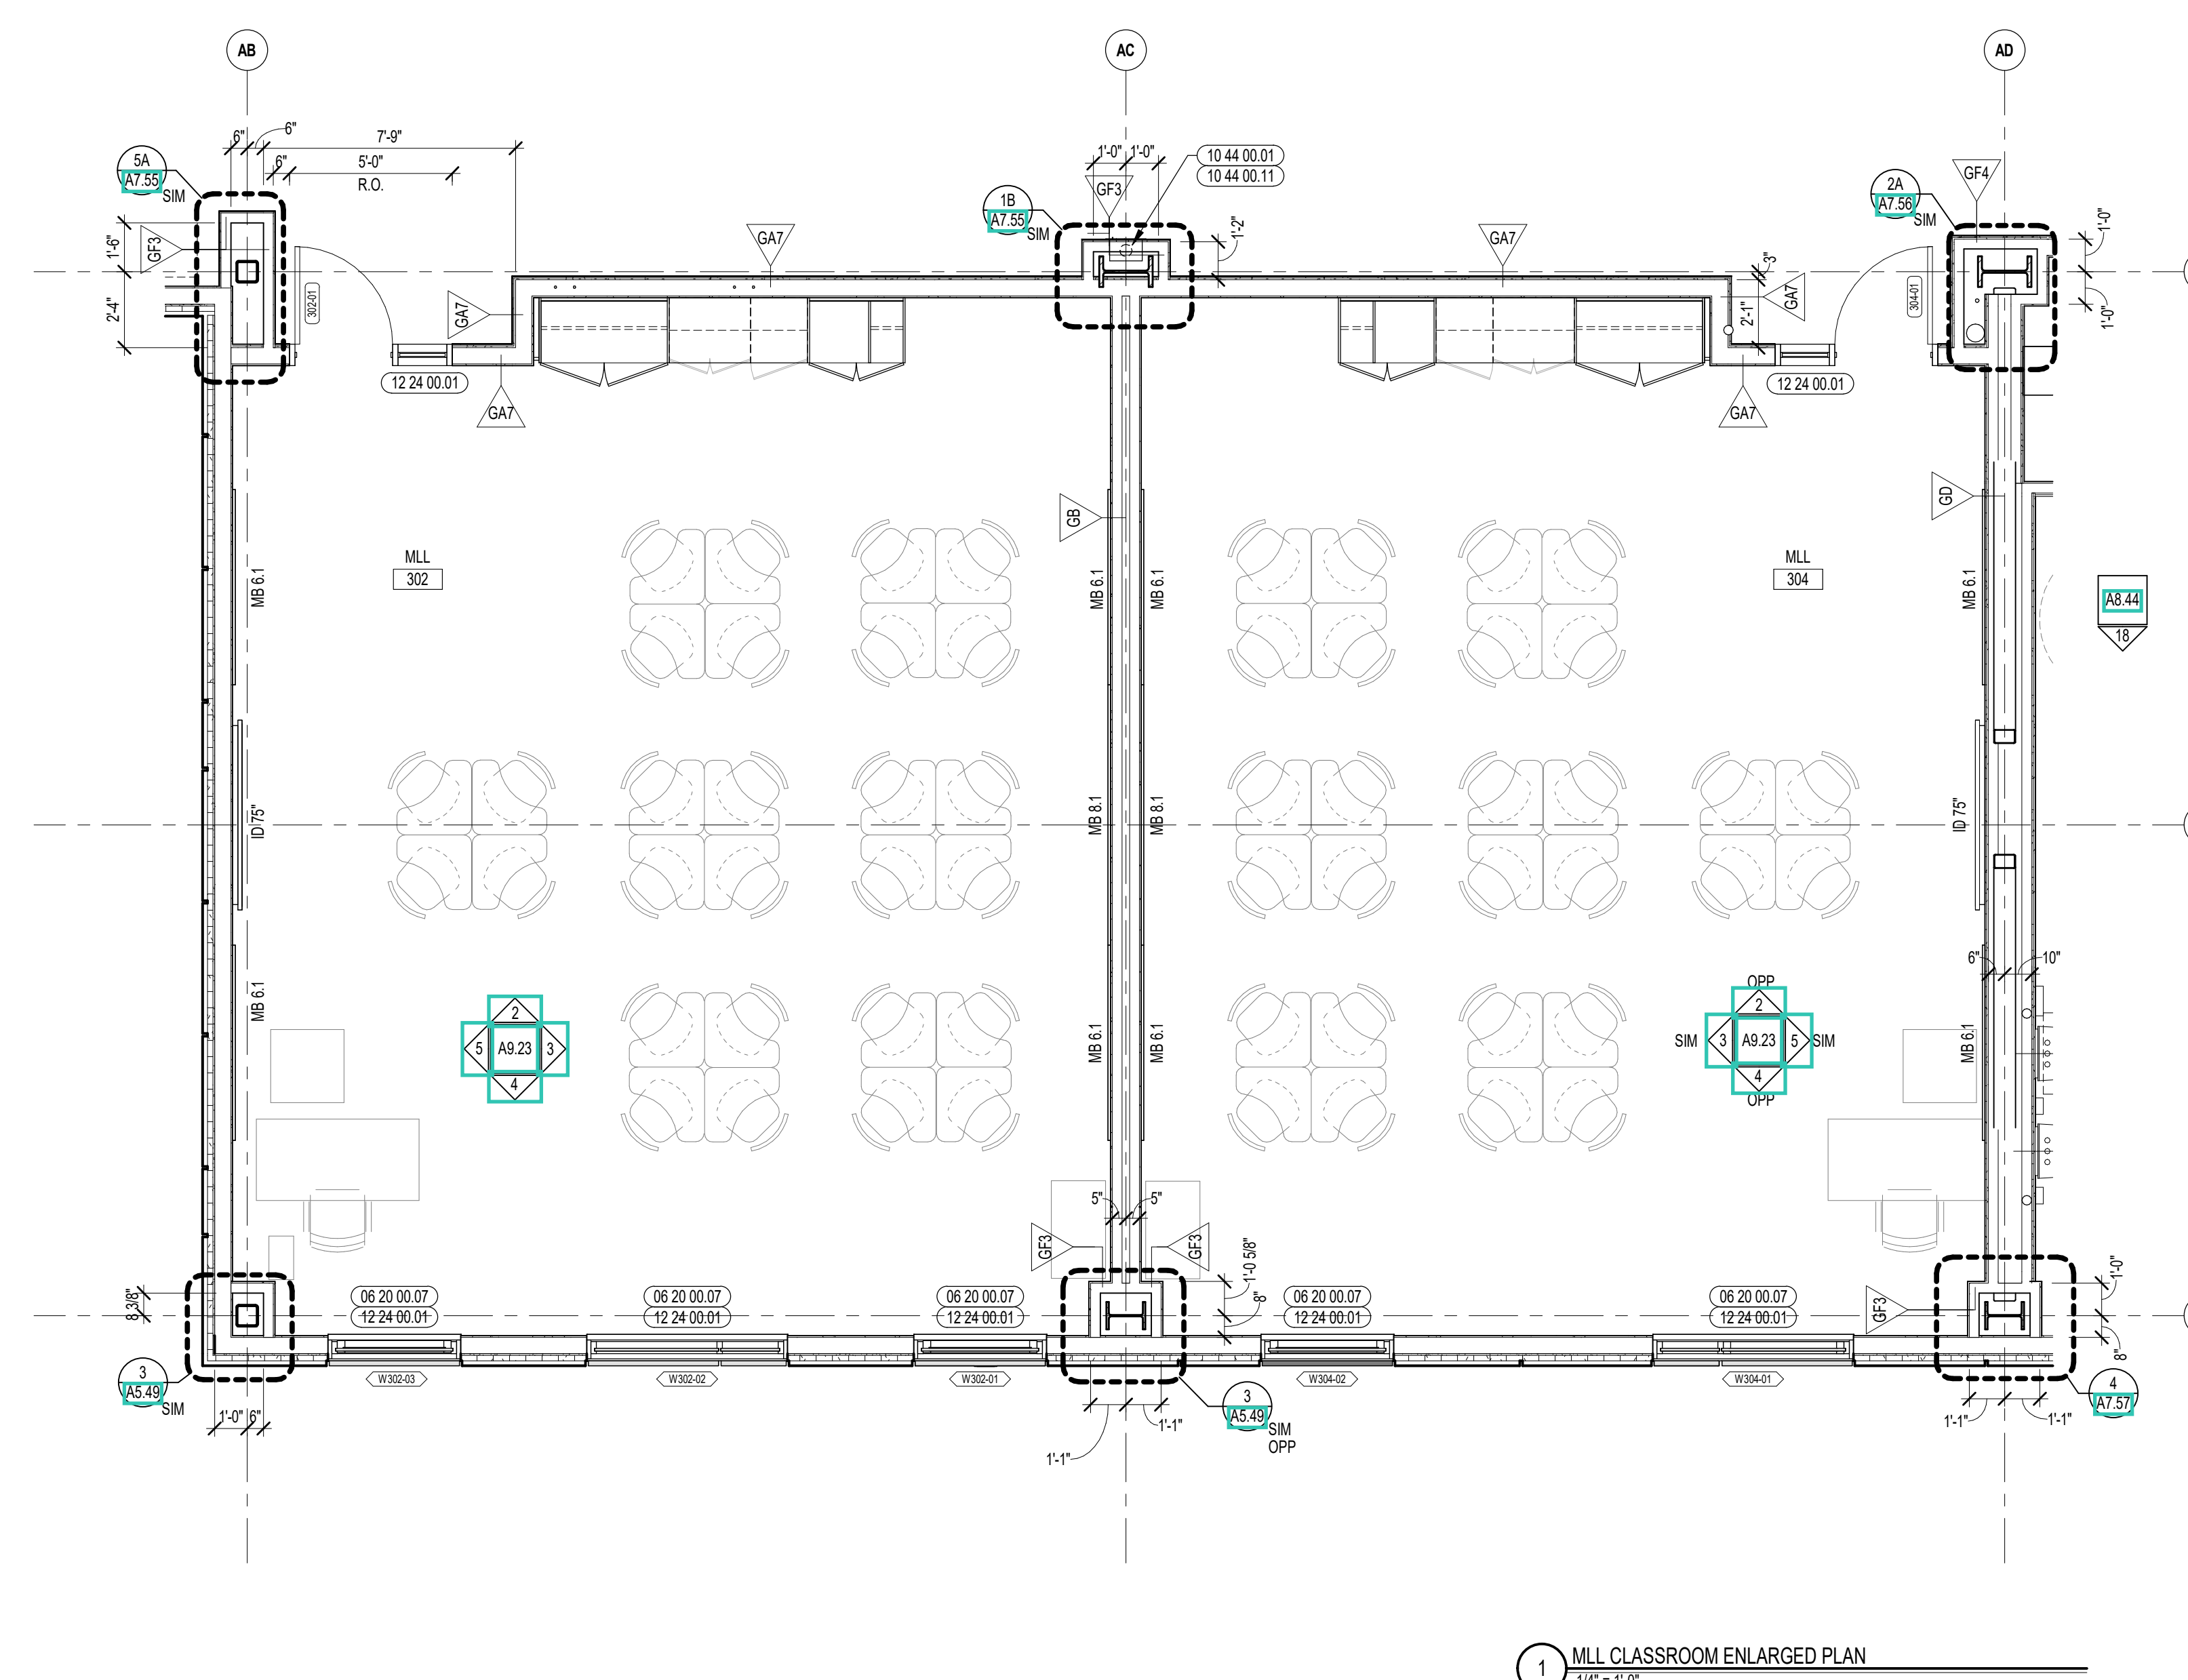 AB
AC
AD
6"
6"
7'-9"
6"
5'-0"
R.O.
5A
A7.55
SIM
1'-6"
2'-4"
GF3
302-01
12 24 00.01
GA7
GA7
GA7
1'-0"
1'-0"
10 44 00.01
10 44 00.11
GF3
1B
A7.55
SIM
1'-2"
GA7
3"
GA7
2'-1"
GA7
12 24 00.01
304-01
2A
A7.56
SIM
GF4
1'-0"
1'-0"
GB
GD
MLL
302
MB 6.1
MB 6.1
MB 6.1
MLL
304
MB 6.1
A8.44
18
ID 75"
MB 8.1
MB 8.1
ID 75"
MB 6.1
2
5
A9.23
3
4
MB 6.1
MB 6.1
OPP
2
SIM
3
A9.23
5
SIM
4
OPP
MB 6.1
6"
10"
5"
5"
GF3
GF3
1'-0 5/8"
8"
8 3/8"
06 20 00.07
12 24 00.01
06 20 00.07
12 24 00.01
06 20 00.07
12 24 00.01
06 20 00.07
12 24 00.01
06 20 00.07
12 24 00.01
GF3
1'-0"
8"
W302-03
W302-02
W302-01
W304-02
W304-01
3
A5.49
SIM
1'-0"
6"
1'-1"
1'-1"
3
A5.49
SIM
OPP
1'-1"
1'-1"
4
A7.57
1
MLL CLASSROOM ENLARGED PLAN
1/4" = 1'-0"